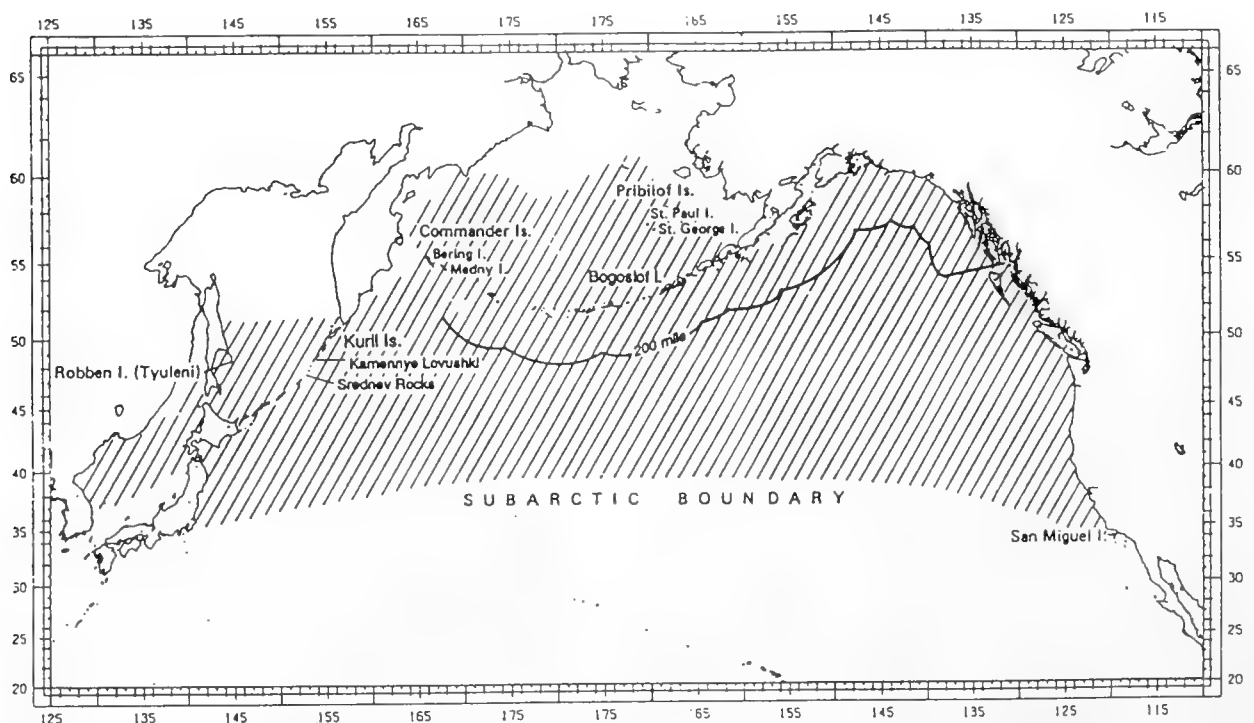 125 135 145 155 165 175 175 165 155 145 135 125 115
65 65
60 60
Pribilof Is.
St. Paul I.
St. George I.
Commander Is.
Bering I.
Medny I.
55 55
Bogoslof I.
50 50
Kuril Is.
200 mile
Kamennye Lovushki
Robben I. (Tyuleni)
Srednev Rocks
45 45
40 40
SUBARCTIC BOUNDARY
35 35
San Miguel I.
30 30
25 25
20 20
125 135 145 155 165 175 175 165 155 145 135 125 115